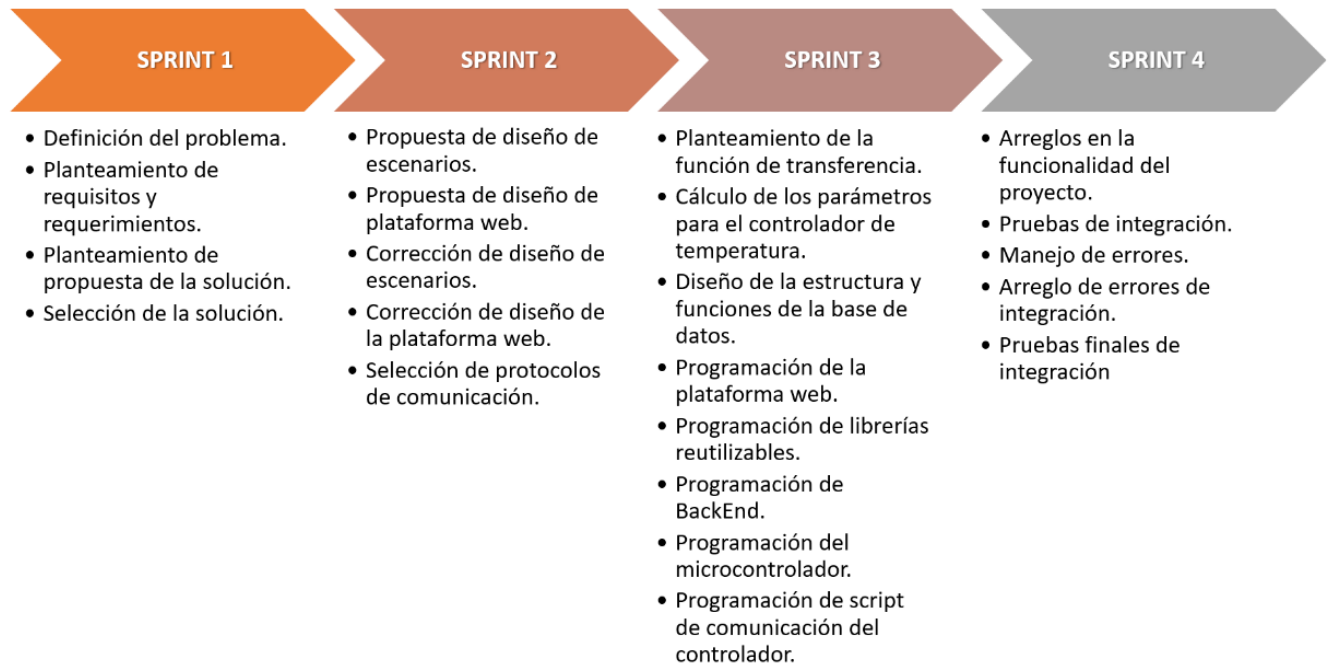 SPRINT 1
• Definición del problema.
• Planteamiento de
requisitos y
requerimientos.
• Planteamiento de
propuesta de la solución.
• Selección de la solución.
SPRINT 2
• Propuesta de diseño de
escenarios.
• Propuesta de diseño de
plataforma web.
• Corrección de diseño de
escenarios.
• Corrección de diseño de
la plataforma web.
• Selección de protocolos
de comunicación.
SPRINT 3
• Planteamiento de la
función de transferencia.
• Cálculo de los parámetros
para el controlador de
temperatura.
• Diseño de la estructura y
funciones de la base de
datos.
• Programación de la
plataforma web.
• Programación de librerías
reutilizables.
• Programación de
BackEnd.
• Programación del
microcontrolador.
• Programación de script
de comunicación del
controlador.
SPRINT 4
• Arreglos en la
funcionalidad del
proyecto.
• Pruebas de integración.
• Manejo de errores.
• Arreglo de errores de
integración.
• Pruebas finales de
integración